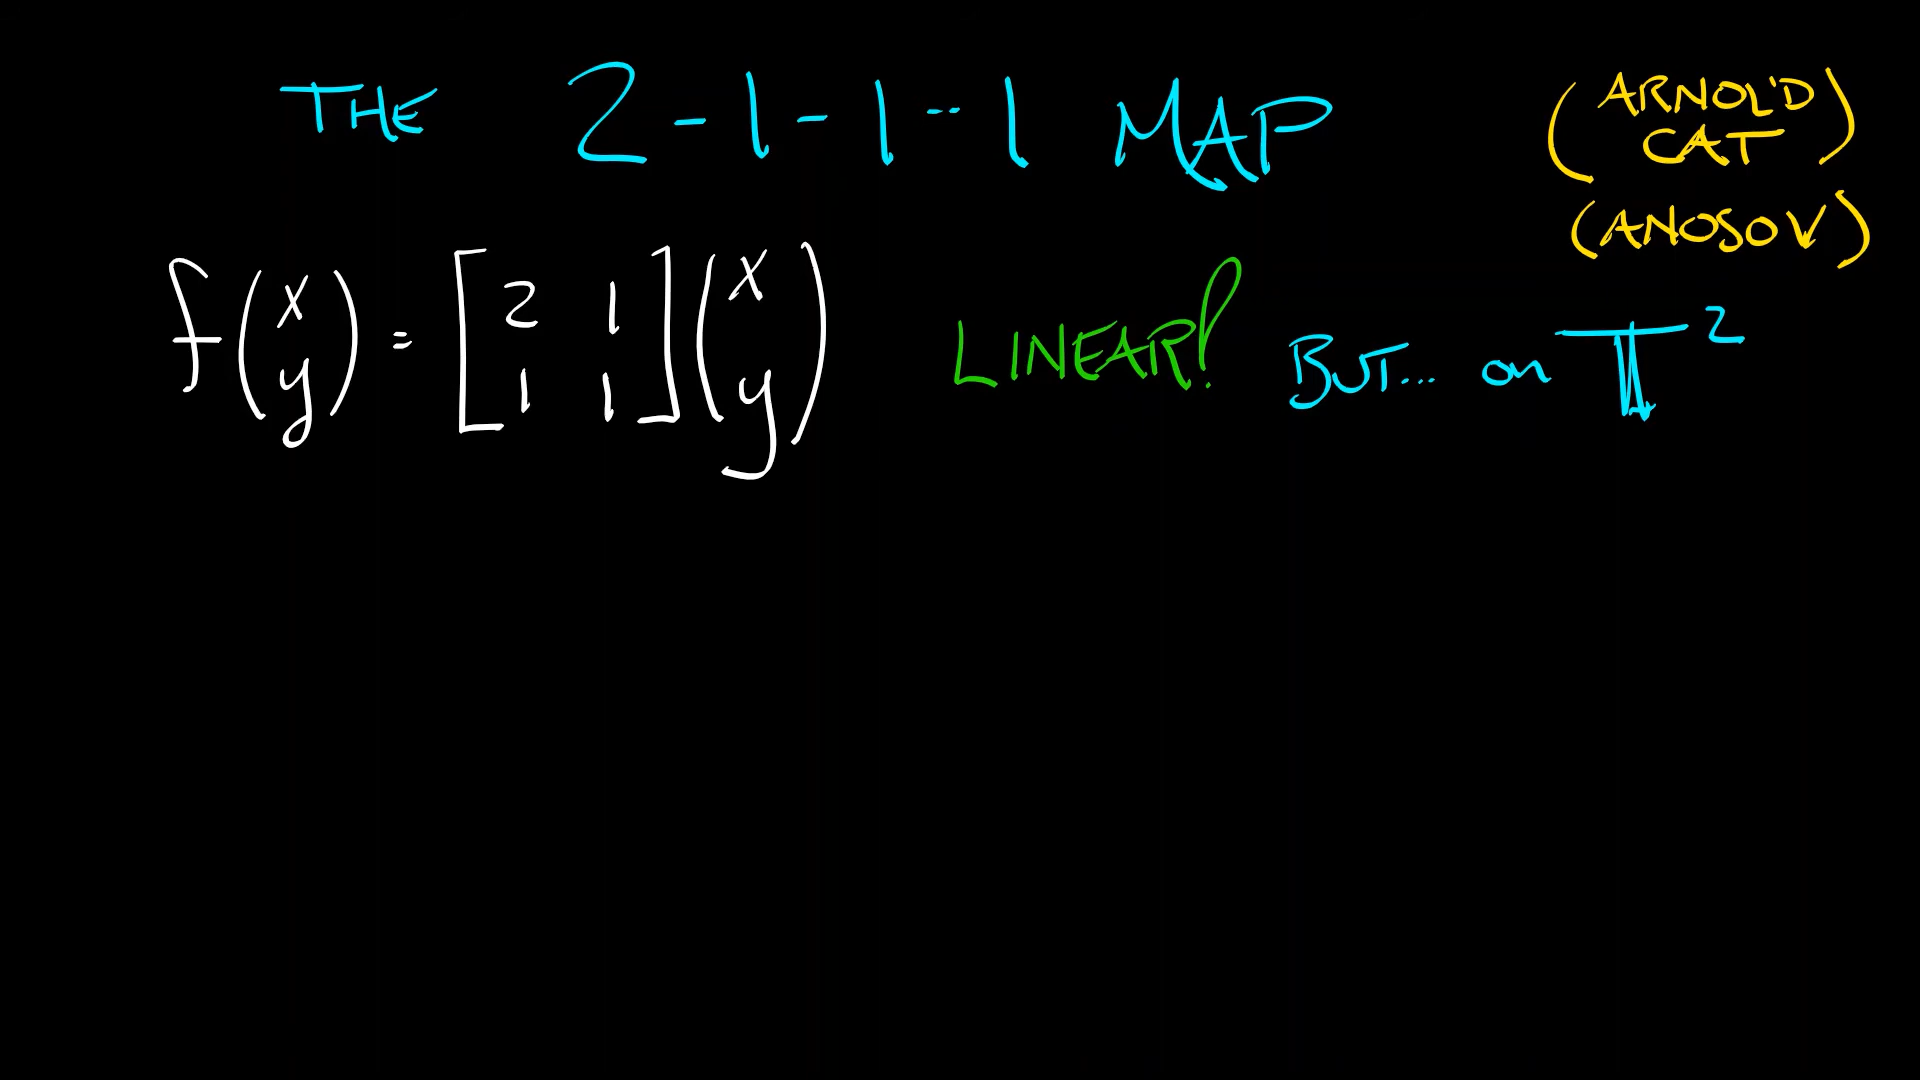 THE 2-1-1-1 MAP
(ARNOL'D CAT)
(ANOSOV)
f(x y) = [2 1 1 1](x y) LINEAR! BUT... on 𝕋²